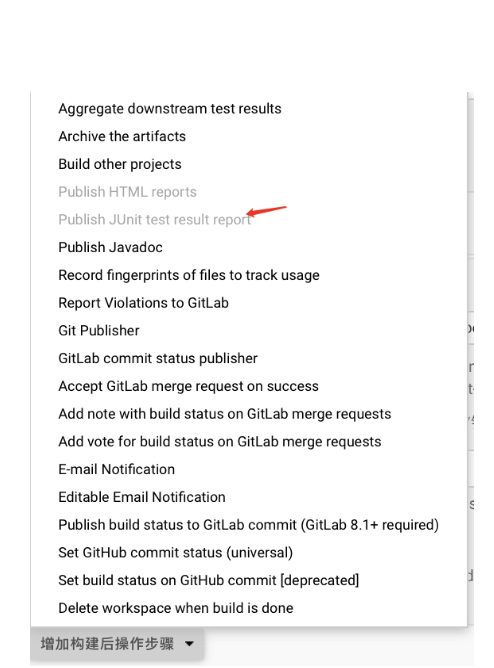 Aggregate downstream test results
Archive the artifacts
Build other projects
Publish HTML reports
Publish JUnit test result report
Publish Javadoc
Record fingerprints of files to track usage
Report Violations to GitLab
Git Publisher
GitLab commit status publisher
Accept GitLab merge request on success
Add note with build status on GitLab merge requests
Add vote for build status on GitLab merge requests
E-mail Notification
Editable Email Notification
Publish build status to GitLab commit (GitLab 8.1+ required)
Set GitHub commit status (universal)
Set build status on GitHub commit [deprecated]
Delete workspace when build is done
增加构建后操作步骤